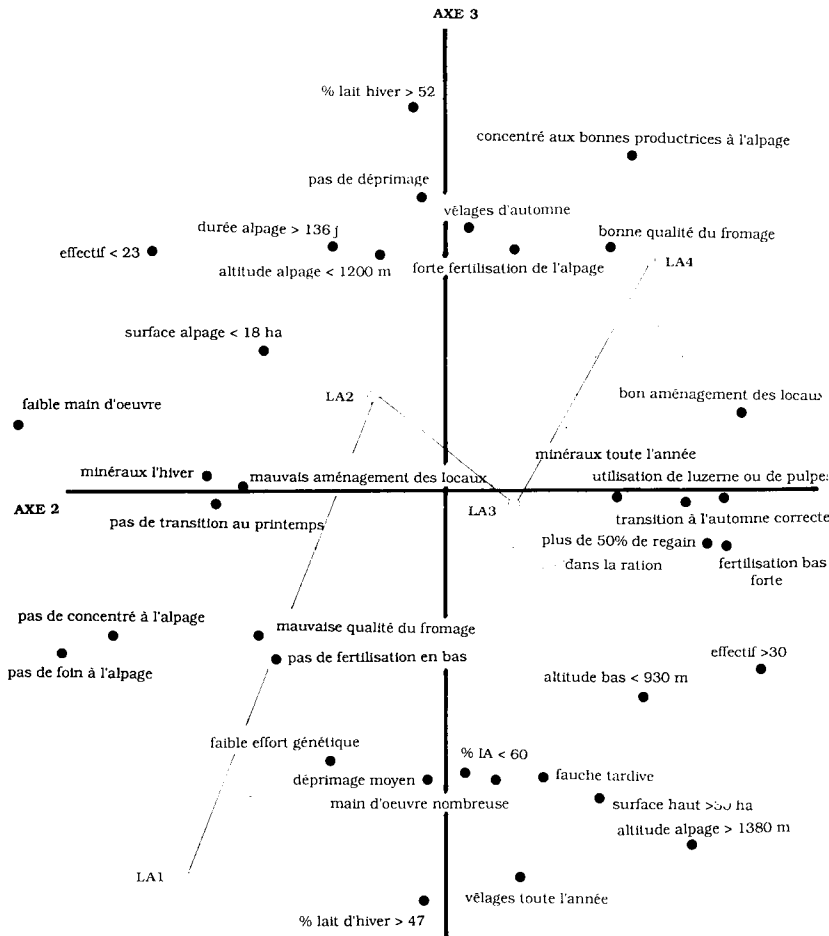 AXE 3
% lait hiver > 52
concentré aux bonnes productrices à l'alpage
pas de déprimage
vêlages d'automne
durée alpage > 136 j
bonne qualité du fromage
effectif < 23
altitude alpage < 1200 m
forte fertilisation de l'alpage
LA4
surface alpage < 18 ha
bon aménagement des locaux
LA2
faible main d'oeuvre
minéraux toute l'année
minéraux l'hiver
mauvais aménagement des locaux
utilisation de luzerne ou de pulpes
AXE 2
LA3
pas de transition au printemps
transition à l'automne correcte
plus de 50% de regain
dans la ration
fertilisation bas
forte
pas de concentré à l'alpage
mauvaise qualité du fromage
pas de foin à l'alpage
pas de fertilisation en bas
effectif >30
altitude bas < 930 m
faible effort génétique
% IA < 60
déprimage moyen
fauche tardive
main d'oeuvre nombreuse
surface haut ha
altitude alpage > 1380 m
LA1
vêlages toute l'année
% lait d'hiver > 47